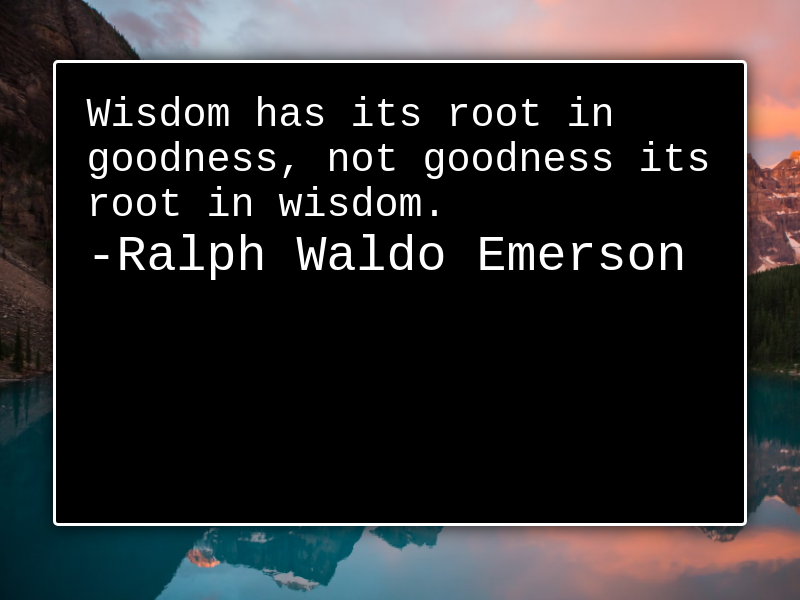 Wisdom has its root in
goodness, not goodness its
root in wisdom.
-Ralph Waldo Emerson